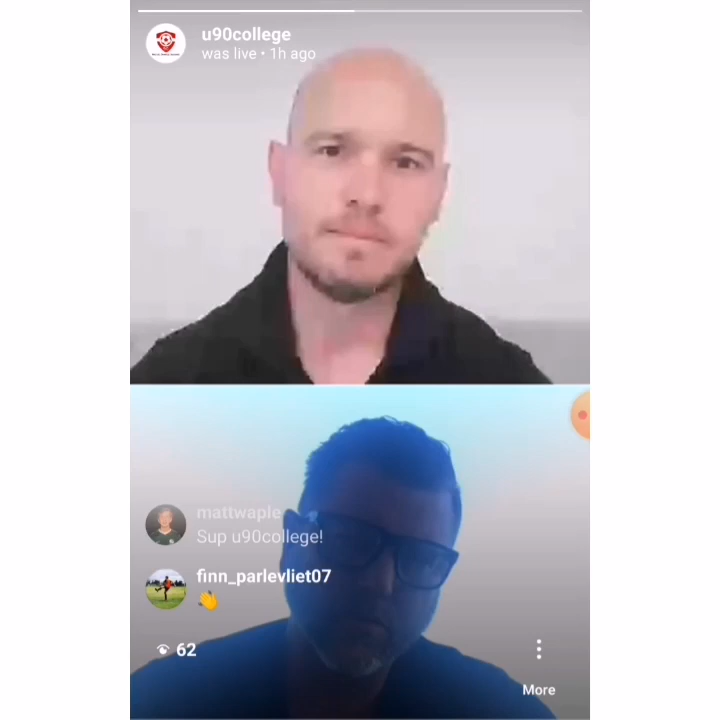 u90college
was live • 1h ago
mattwaple
Sup u90college!
finn_parlevliet07
👏
62
More